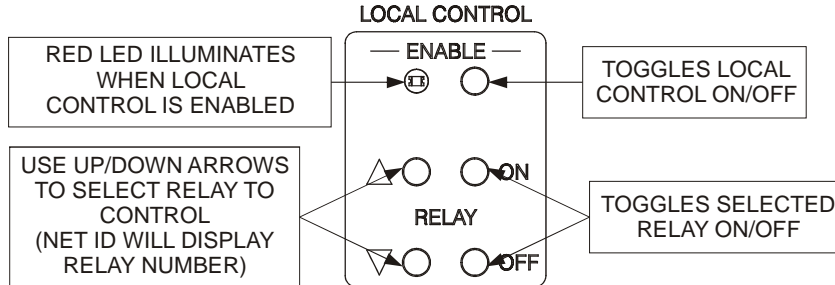 LOCAL CONTROL
ENABLE
RED LED ILLUMINATES
WHEN LOCAL
CONTROL IS ENABLED
TOGGLES LOCAL
CONTROL ON/OFF
USE UP/DOWN ARROWS
TO SELECT RELAY TO
CONTROL
(NET ID WILL DISPLAY
RELAY NUMBER)
ON
RELAY
OFF
TOGGLES SELECTED
RELAY ON/OFF